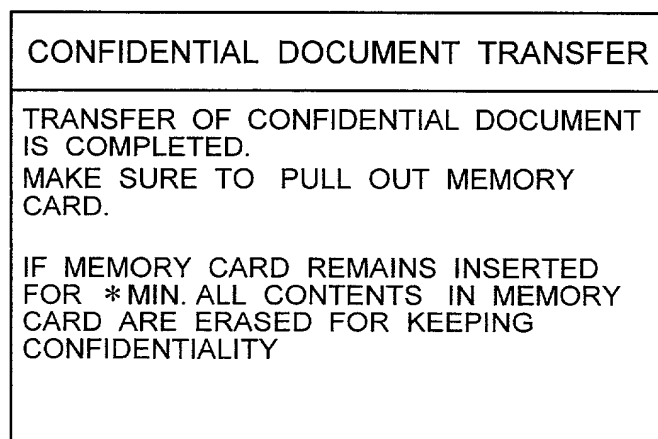 CONFIDENTIAL DOCUMENT TRANSFER
TRANSFER OF CONFIDENTIAL DOCUMENT
IS COMPLETED.
MAKE SURE TO PULL OUT MEMORY
CARD.
IF MEMORY CARD REMAINS INSERTED
FOR *MIN. ALL CONTENTS IN MEMORY
CARD ARE ERASED FOR KEEPING
CONFIDENTIALITY